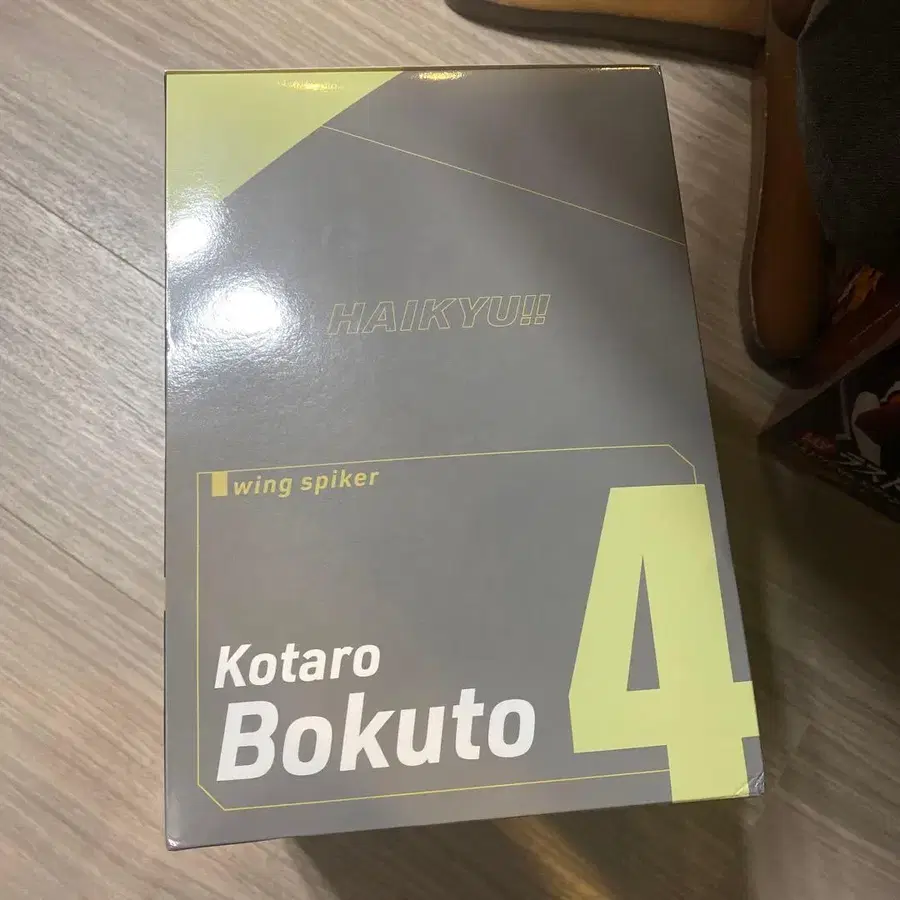 HAIKYU!!
wing spiker
Kotaro
Bokuto
4